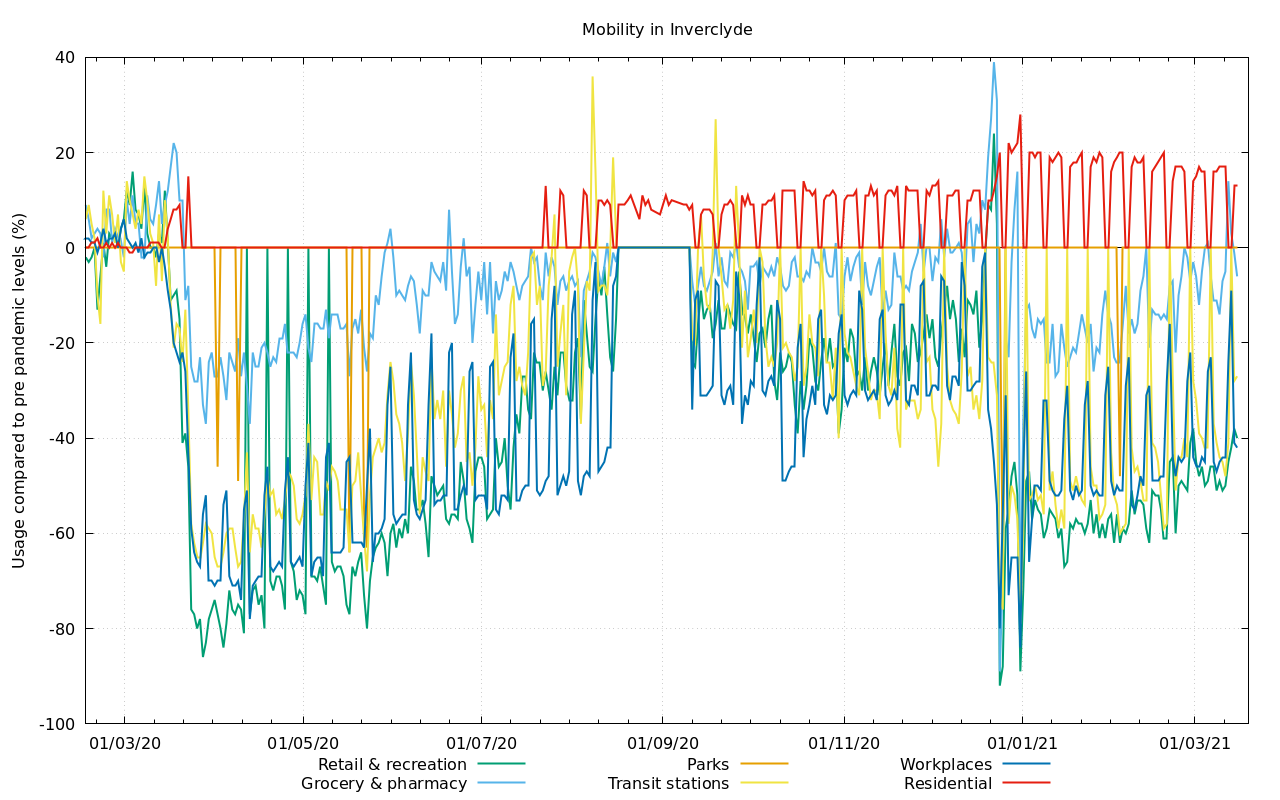 Mobility in Inverclyde
Usage compared to pre pandemic levels (%)
40
20
0
-20
-40
-60
-80
-100
01/03/20 01/05/20 01/07/20 01/09/20 01/11/20 01/01/21 01/03/21
Retail & recreation Parks Workplaces
Grocery & pharmacy Transit stations Residential